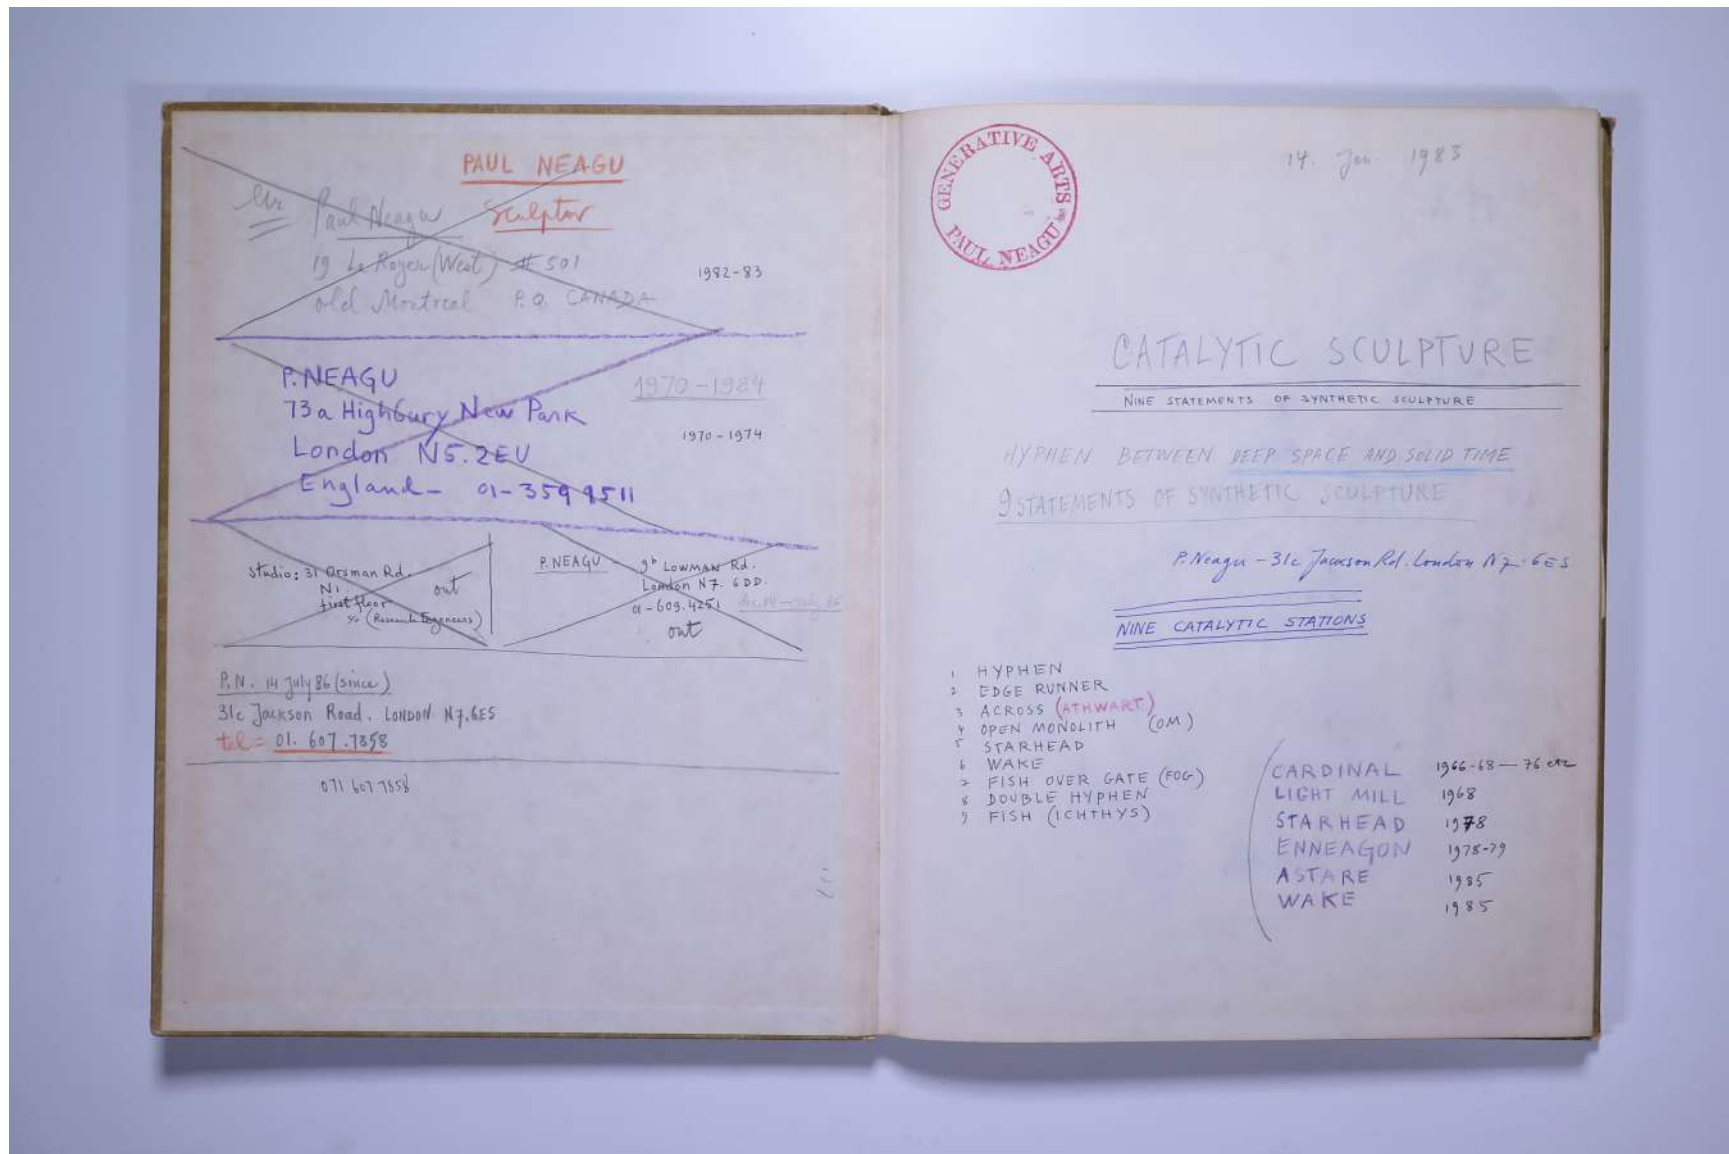 PAUL NEAGU
Sculptor
Mr Paul Neagu
19 Le Royer (West) # 501
old Montreal P.Q. CANADA
1982-83
P. NEAGU
73a Highbury New Park
London N5. 2EU
England - 01-359 9511
1970-1984
1970-1974
Studio: 31 Orsman Rd.
N1
first floor
c/o (Research Engeneers)
out
P. NEAGU - 9b LOWMAN Rd.
London N7. 6DD.
01-609.4251 dec. 84 - July 86
out
P.N. 14 July 86 (since)
31c Jackson Road. LONDON N7.6ES
tel = 01. 607.7858
071 607 7858
GENERATIVE ARTS
PAUL NEAGU
14. Jan. 1983
CATALYTIC SCULPTURE
NINE STATEMENTS OF SYNTHETIC SCULPTURE
HYPHEN BETWEEN DEEP SPACE AND SOLID TIME
9 STATEMENTS OF SYNTHETIC SCULPTURE
P. Neagu - 31c Jackson Rd. London N7. 6ES
NINE CATALYTIC STATIONS
1 HYPHEN
2 EDGE RUNNER
3 ACROSS (ATHWART)
4 OPEN MONOLITH (OM)
5 STARHEAD
6 WAKE
7 FISH OVER GATE (FOG)
8 DOUBLE HYPHEN
9 FISH (ICHTHYS)
CARDINAL 1966-68 - 76 etc
LIGHT MILL 1968
STARHEAD 1978
ENNEAGON 1978-79
ASTARE 1985
WAKE 1985